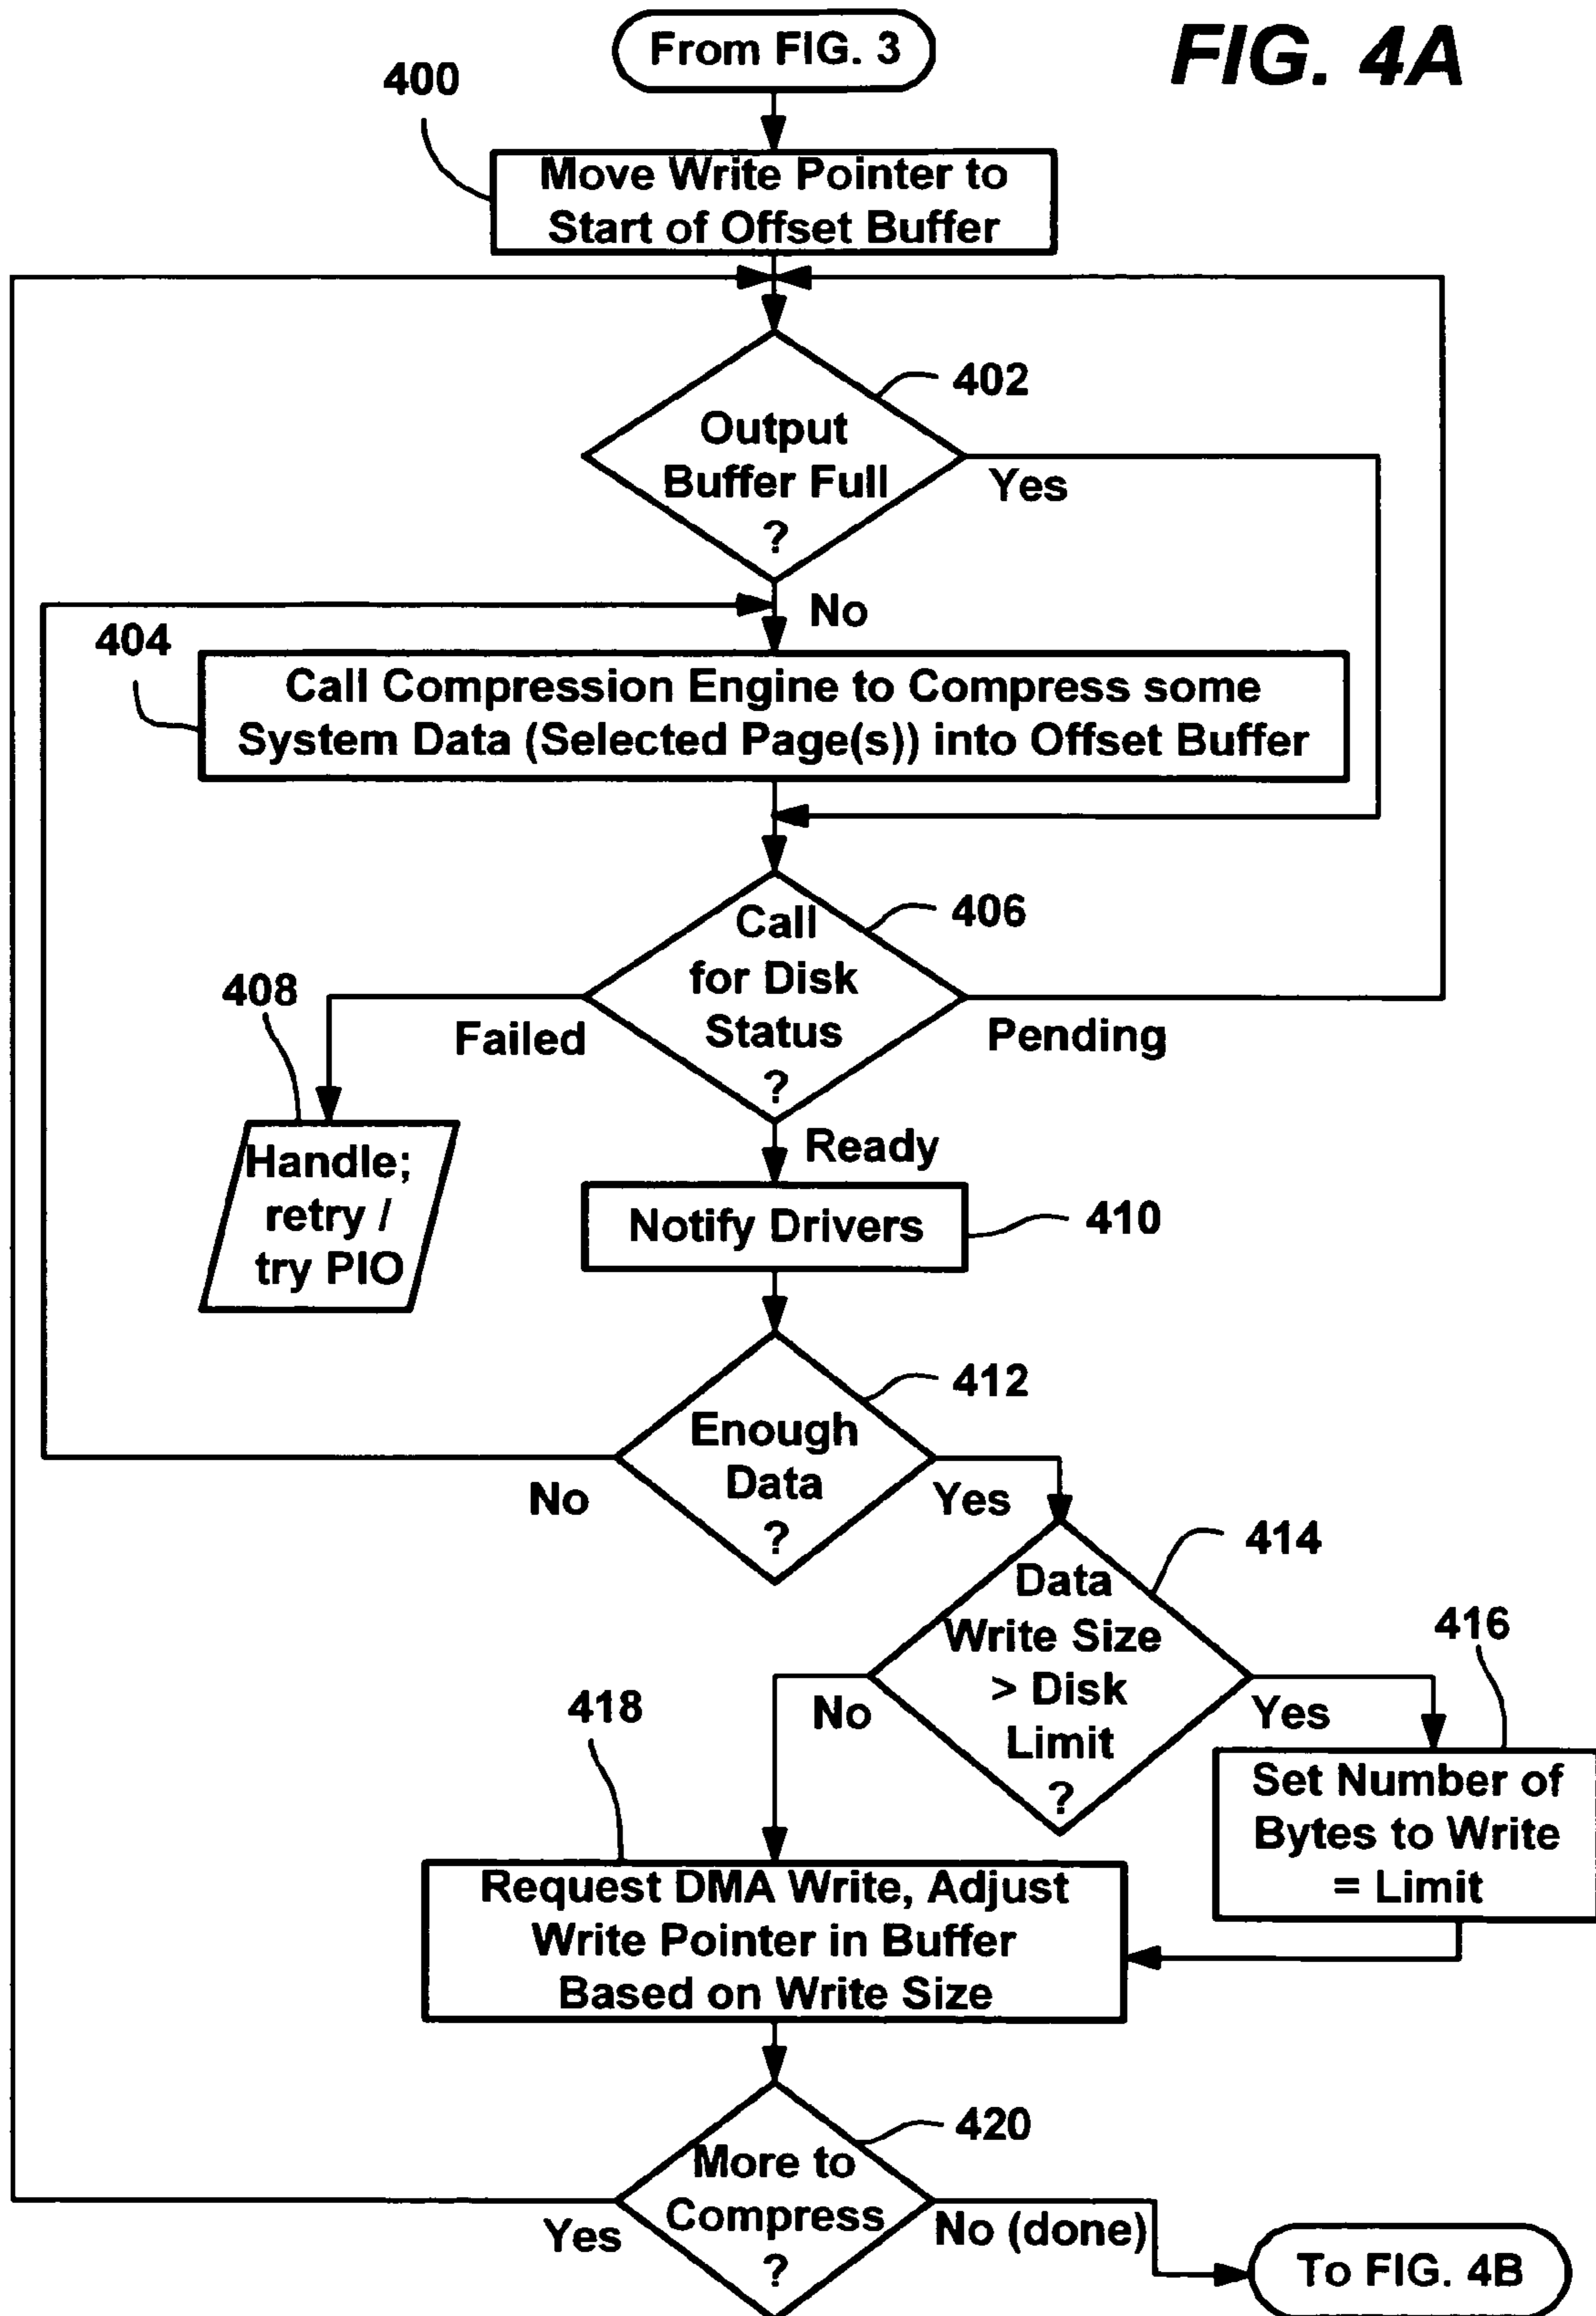 From FIG. 3
FIG. 4A
400
Move Write Pointer to
Start of Offset Buffer
402
Output
Buffer Full
?
Yes
No
404
Call Compression Engine to Compress some
System Data (Selected Page(s)) into Offset Buffer
406
Call
for Disk
Status
?
408
Failed
Pending
Handle;
retry /
try PIO
Ready
Notify Drivers
410
412
Enough
Data
?
No
Yes
414
Data
Write Size
> Disk
Limit
?
416
418
No
Yes
Set Number of
Bytes to Write
= Limit
Request DMA Write, Adjust
Write Pointer in Buffer
Based on Write Size
420
More to
Compress
?
Yes
No (done)
To FIG. 4B